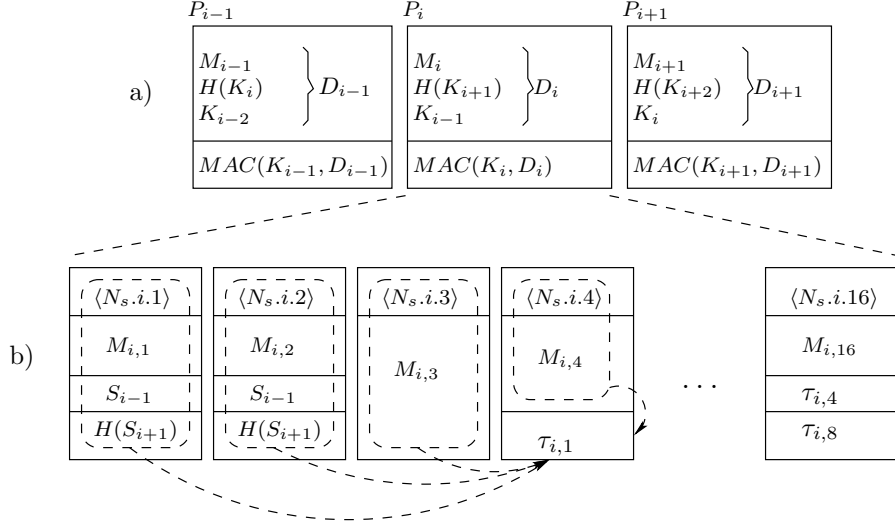 P_{i−1} P_i P_{i+1}
M_{i−1} M_i M_{i+1}
a) H(K_i) } D_{i−1} H(K_{i+1}) } D_i H(K_{i+2}) } D_{i+1}
K_{i−2} K_{i−1} K_i
MAC(K_{i−1}, D_{i−1}) MAC(K_i, D_i) MAC(K_{i+1}, D_{i+1})
⟨N_s.i.1⟩ ⟨N_s.i.2⟩ ⟨N_s.i.3⟩ ⟨N_s.i.4⟩ ⟨N_s.i.16⟩
b) M_{i,1} M_{i,2} M_{i,3} M_{i,4} ... M_{i,16}
S_{i−1} S_{i−1} τ_{i,4}
H(S_{i+1}) H(S_{i+1}) τ_{i,1} τ_{i,8}